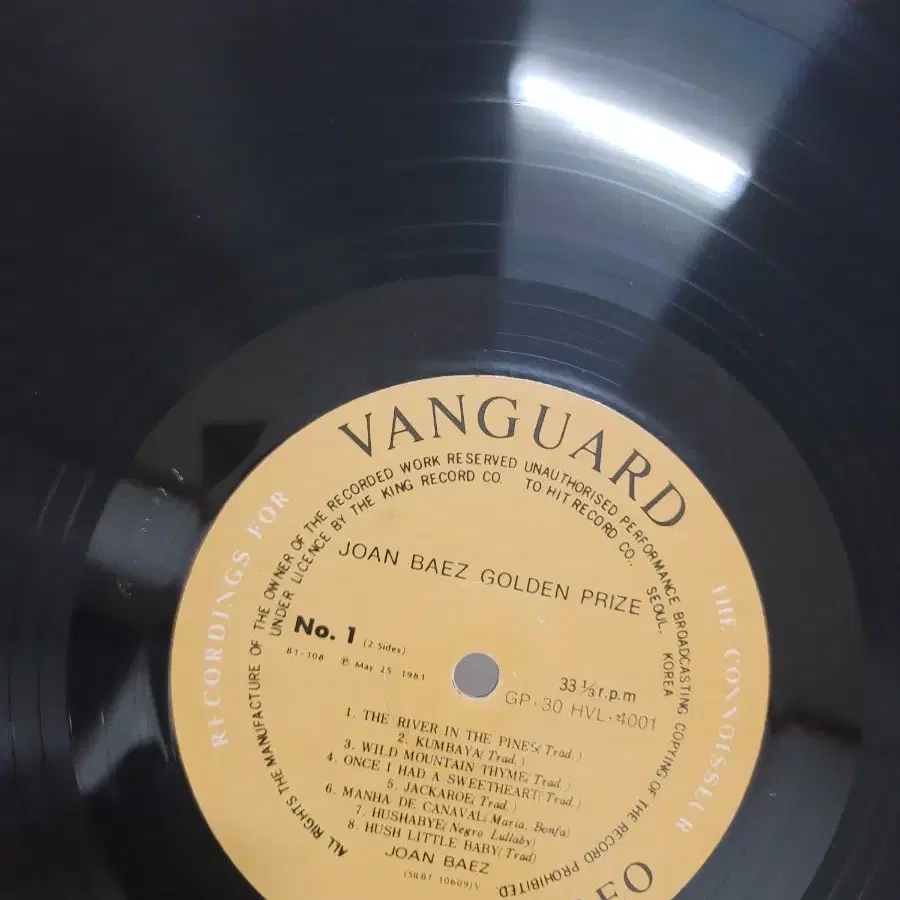 VANGUARD
RECORDINGS FOR THE CONNOISSEUR
ALL RIGHTS THE MANUFACTURE OF THE OWNER OF THE RECORDED WORK RESERVED UNAUTHORISED PERFORMANCE BROADCASTING COPYING OF THE RECORD PROHIBITED.
UNDER LICENCE BY THE KING RECORD CO. TO HIT RECORD CO., SEOUL, KOREA
JOAN BAEZ GOLDEN PRIZE
No. 1 (2 Sides)
81-108 ℗ May 25 1981
33 ⅓ r.p.m
GP·30 HVL·4001
1. THE RIVER IN THE PINES(Trad.)
2. KUMBAYA(Trad.)
3. WILD MOUNTAIN THYME(Trad.)
4. ONCE I HAD A SWEETHEART(Trad.)
5. JACKAROE(Trad.)
6. MANHA DE CANAVAL(Maria, Bonfa)
7. HUSHABYE(Negro Lullaby)
8. HUSH LITTLE BABY(Trad)
JOAN BAEZ